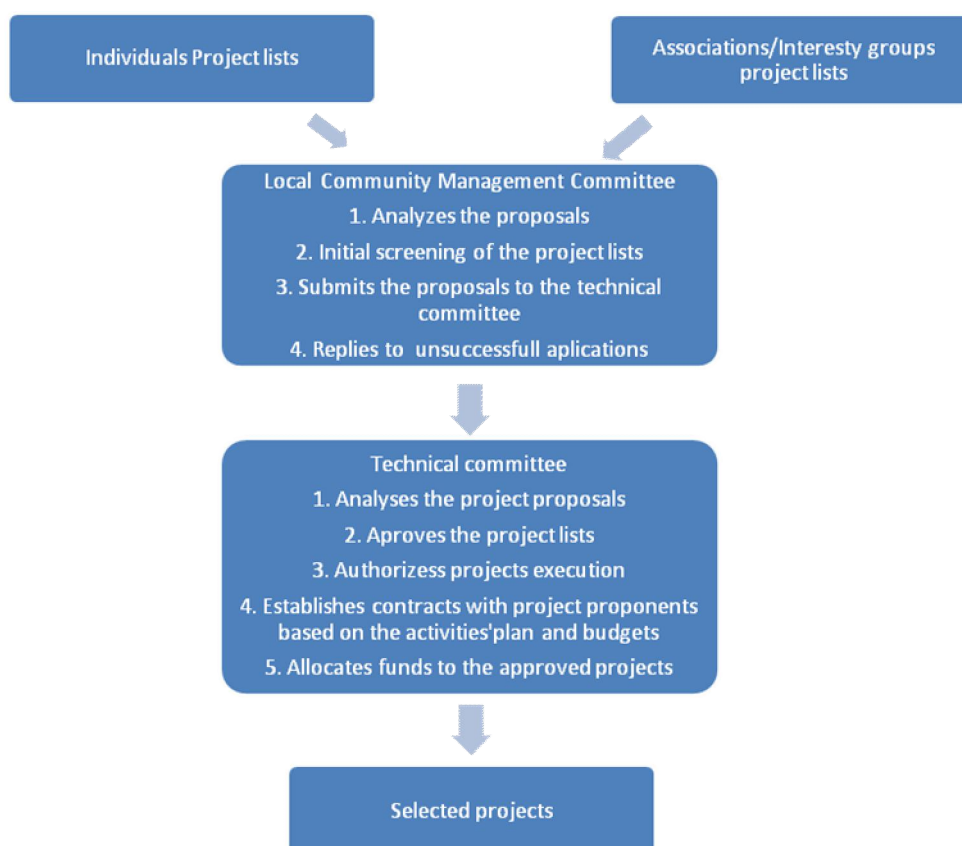 Individuals Project lists
Associations/Interesty groups
project lists
Local Community Management Committee
1. Analyzes the proposals
2. Initial screening of the project lists
3. Submits the proposals to the technical
committee
4. Replies to unsuccessfull aplications
Technical committee
1. Analyses the project proposals
2. Aproves the project lists
3. Authorizess projects execution
4. Establishes contracts with project proponents
based on the activities'plan and budgets
5. Allocates funds to the approved projects
Selected projects